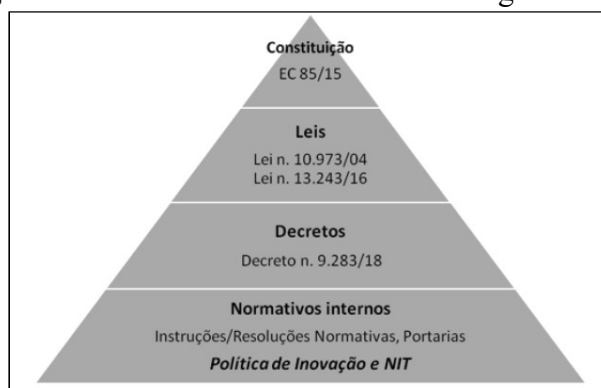 Constituição
EC 85/15
Leis
Lei n. 10.973/04
Lei n. 13.243/16
Decretos
Decreto n. 9.283/18
Normativos internos
Instruções/Resoluções Normativas, Portarias
Política de Inovação e NIT